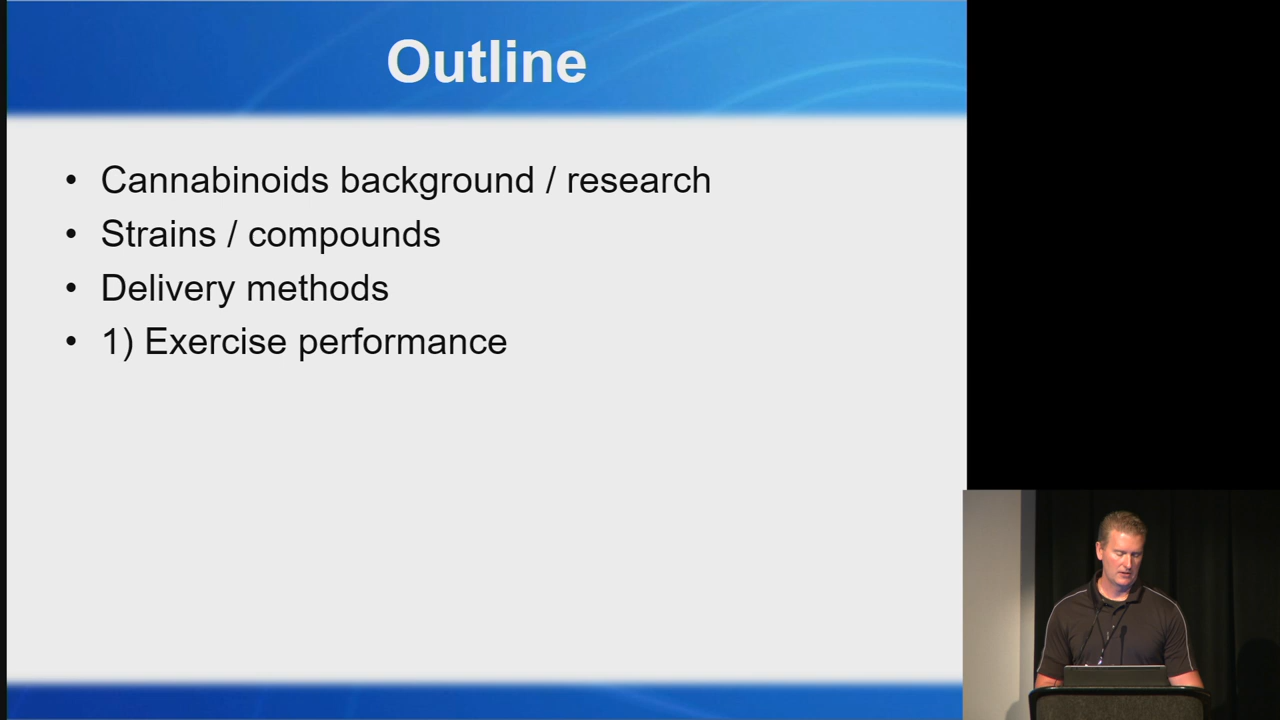 Outline
• Cannabinoids background / research
• Strains / compounds
• Delivery methods
• 1) Exercise performance